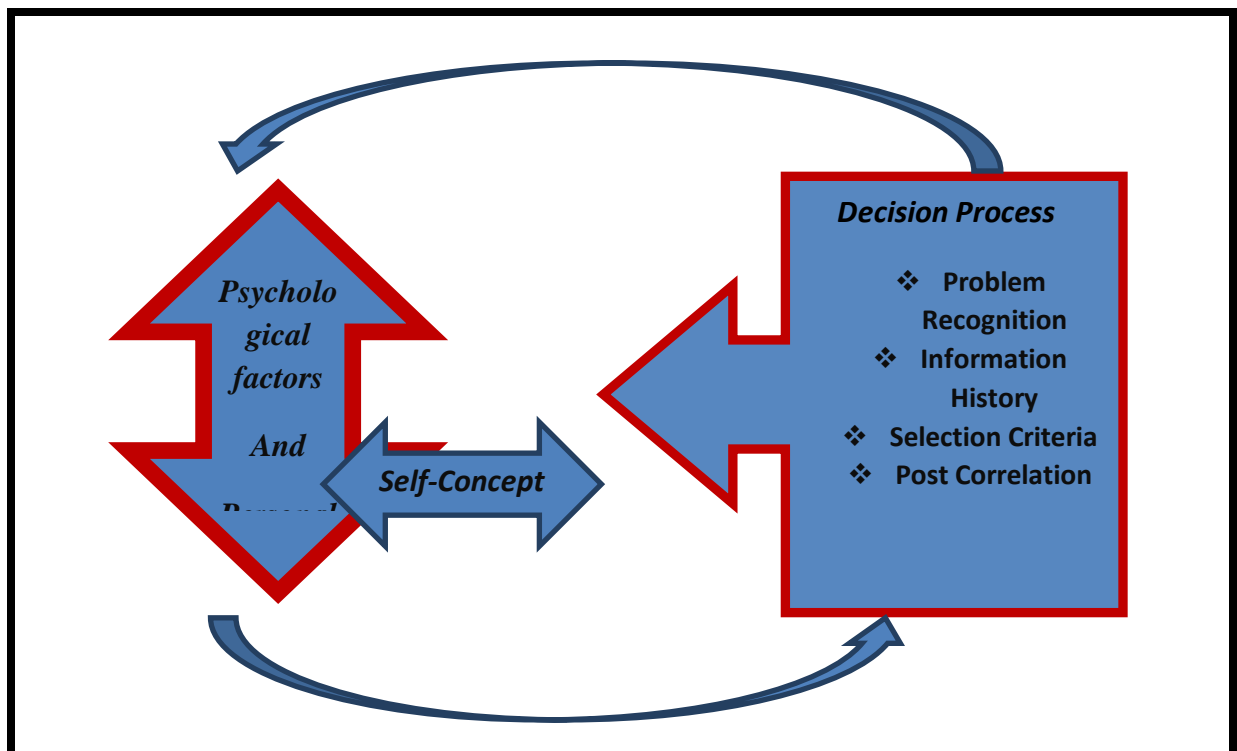 Psycholo
gical
factors
And
Self-Concept
Decision Process
❖ Problem
Recognition
❖ Information
History
❖ Selection Criteria
❖ Post Correlation